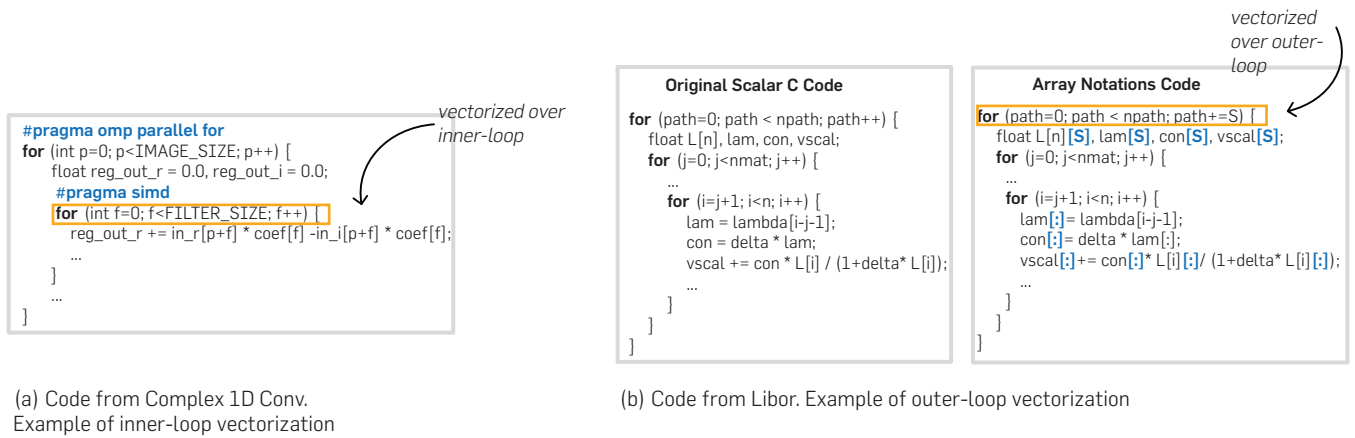 #pragma omp parallel for
for (int p=0; p<IMAGE_SIZE; p++) {
float reg_out_r = 0.0, reg_out_i = 0.0;
#pragma simd
for (int f=0; f<FILTER_SIZE; f++) {
reg_out_r += in_r[p+f] * coef[f] -in_i[p+f] * coef[f];
...
}
...
}
vectorized over
inner-loop
(a) Code from Complex 1D Conv.
Example of inner-loop vectorization
Original Scalar C Code
for (path=0; path < npath; path++) {
float L[n], lam, con, vscal;
for (j=0; j<nmat; j++) {
...
for (i=j+1; i<n; i++) {
lam = lambda[i-j-1];
con = delta * lam;
vscal += con * L[i] / (1+delta* L[i]);
...
}
}
}
vectorized
over outer-
loop
Array Notations Code
for (path=0; path < npath; path+=S) {
float L[n][S], lam[S], con[S], vscal[S];
for (j=0; j<nmat; j++) {
...
for (i=j+1; i<n; i++) {
lam[:]= lambda[i-j-1];
con[:]= delta * lam[:];
vscal[:]+= con[:]* L[i][:]/ (1+delta* L[i][:]);
...
}
}
}
(b) Code from Libor. Example of outer-loop vectorization